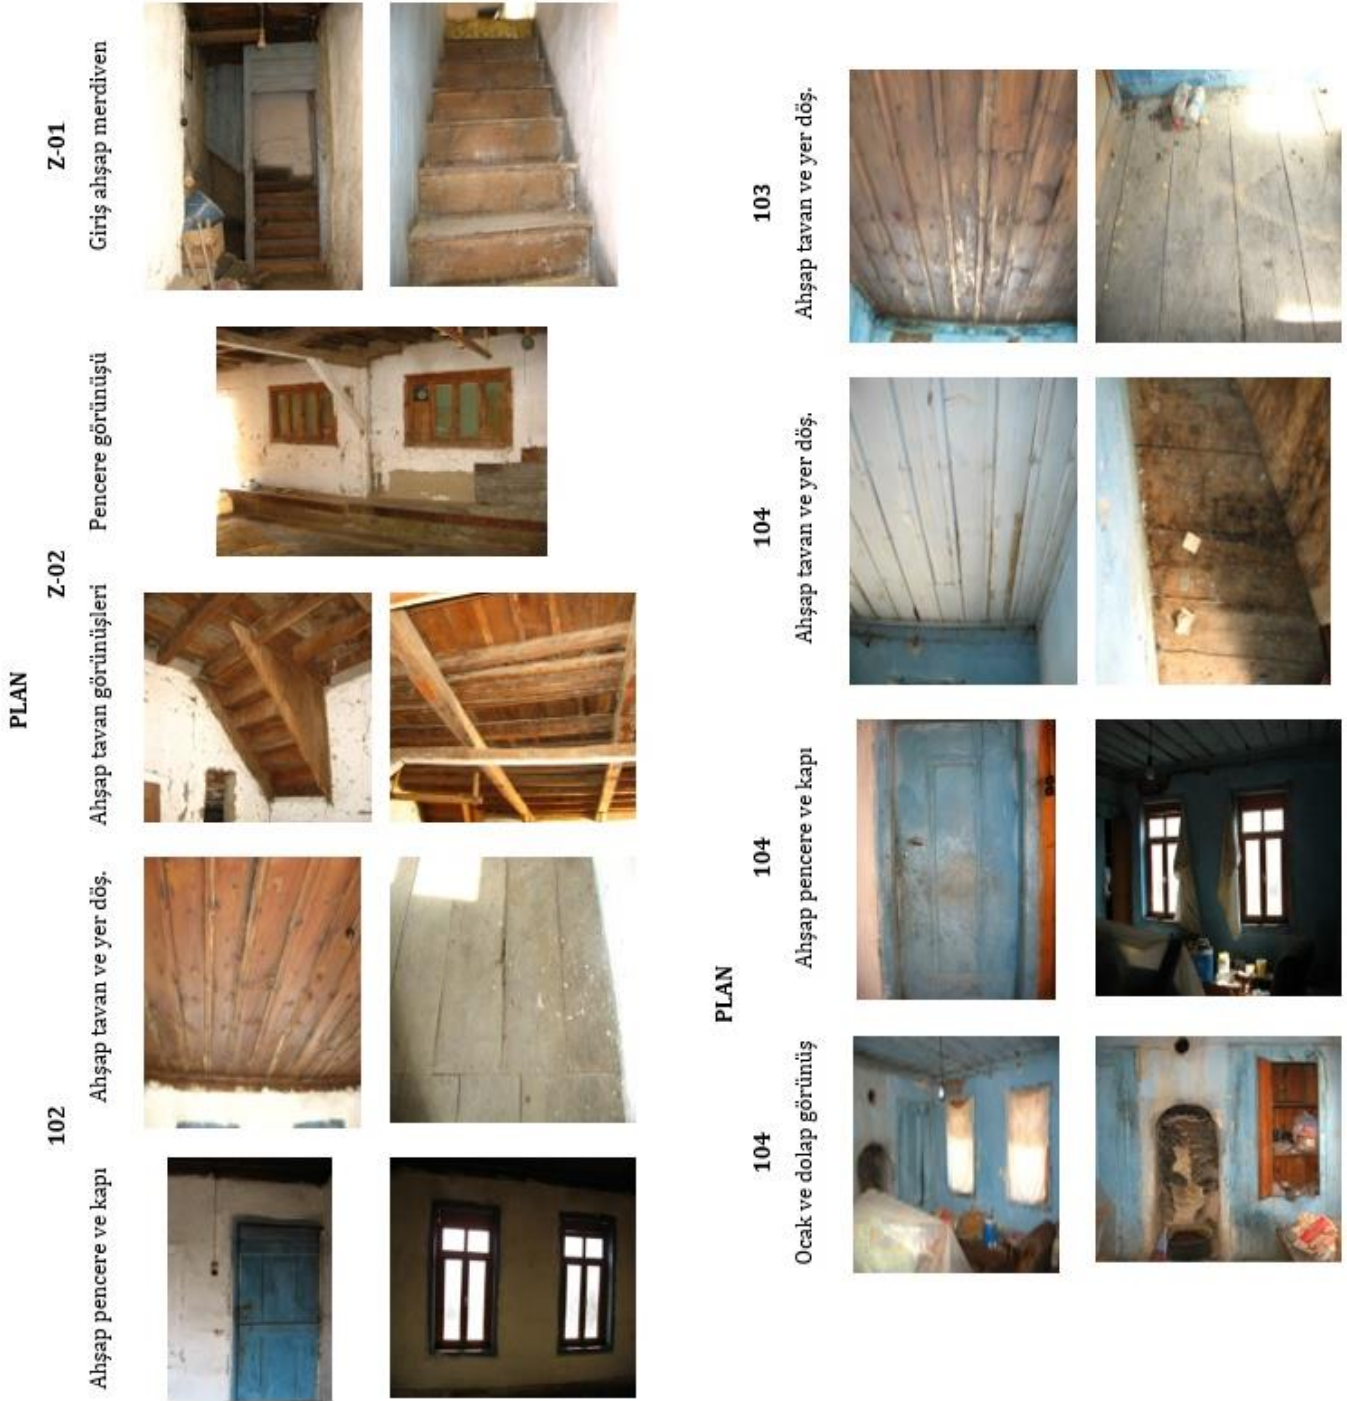 PLAN
102
Z-02
Z-01
Ahşap pencere ve kapı
Ahşap tavan ve yer döş.
Ahşap tavan görünüşleri
Pencere görünüşü
Giriş ahşap merdiven
PLAN
104
104
104
103
Ocak ve dolap görünüş
Ahşap pencere ve kapı
Ahşap tavan ve yer döş.
Ahşap tavan ve yer döş.